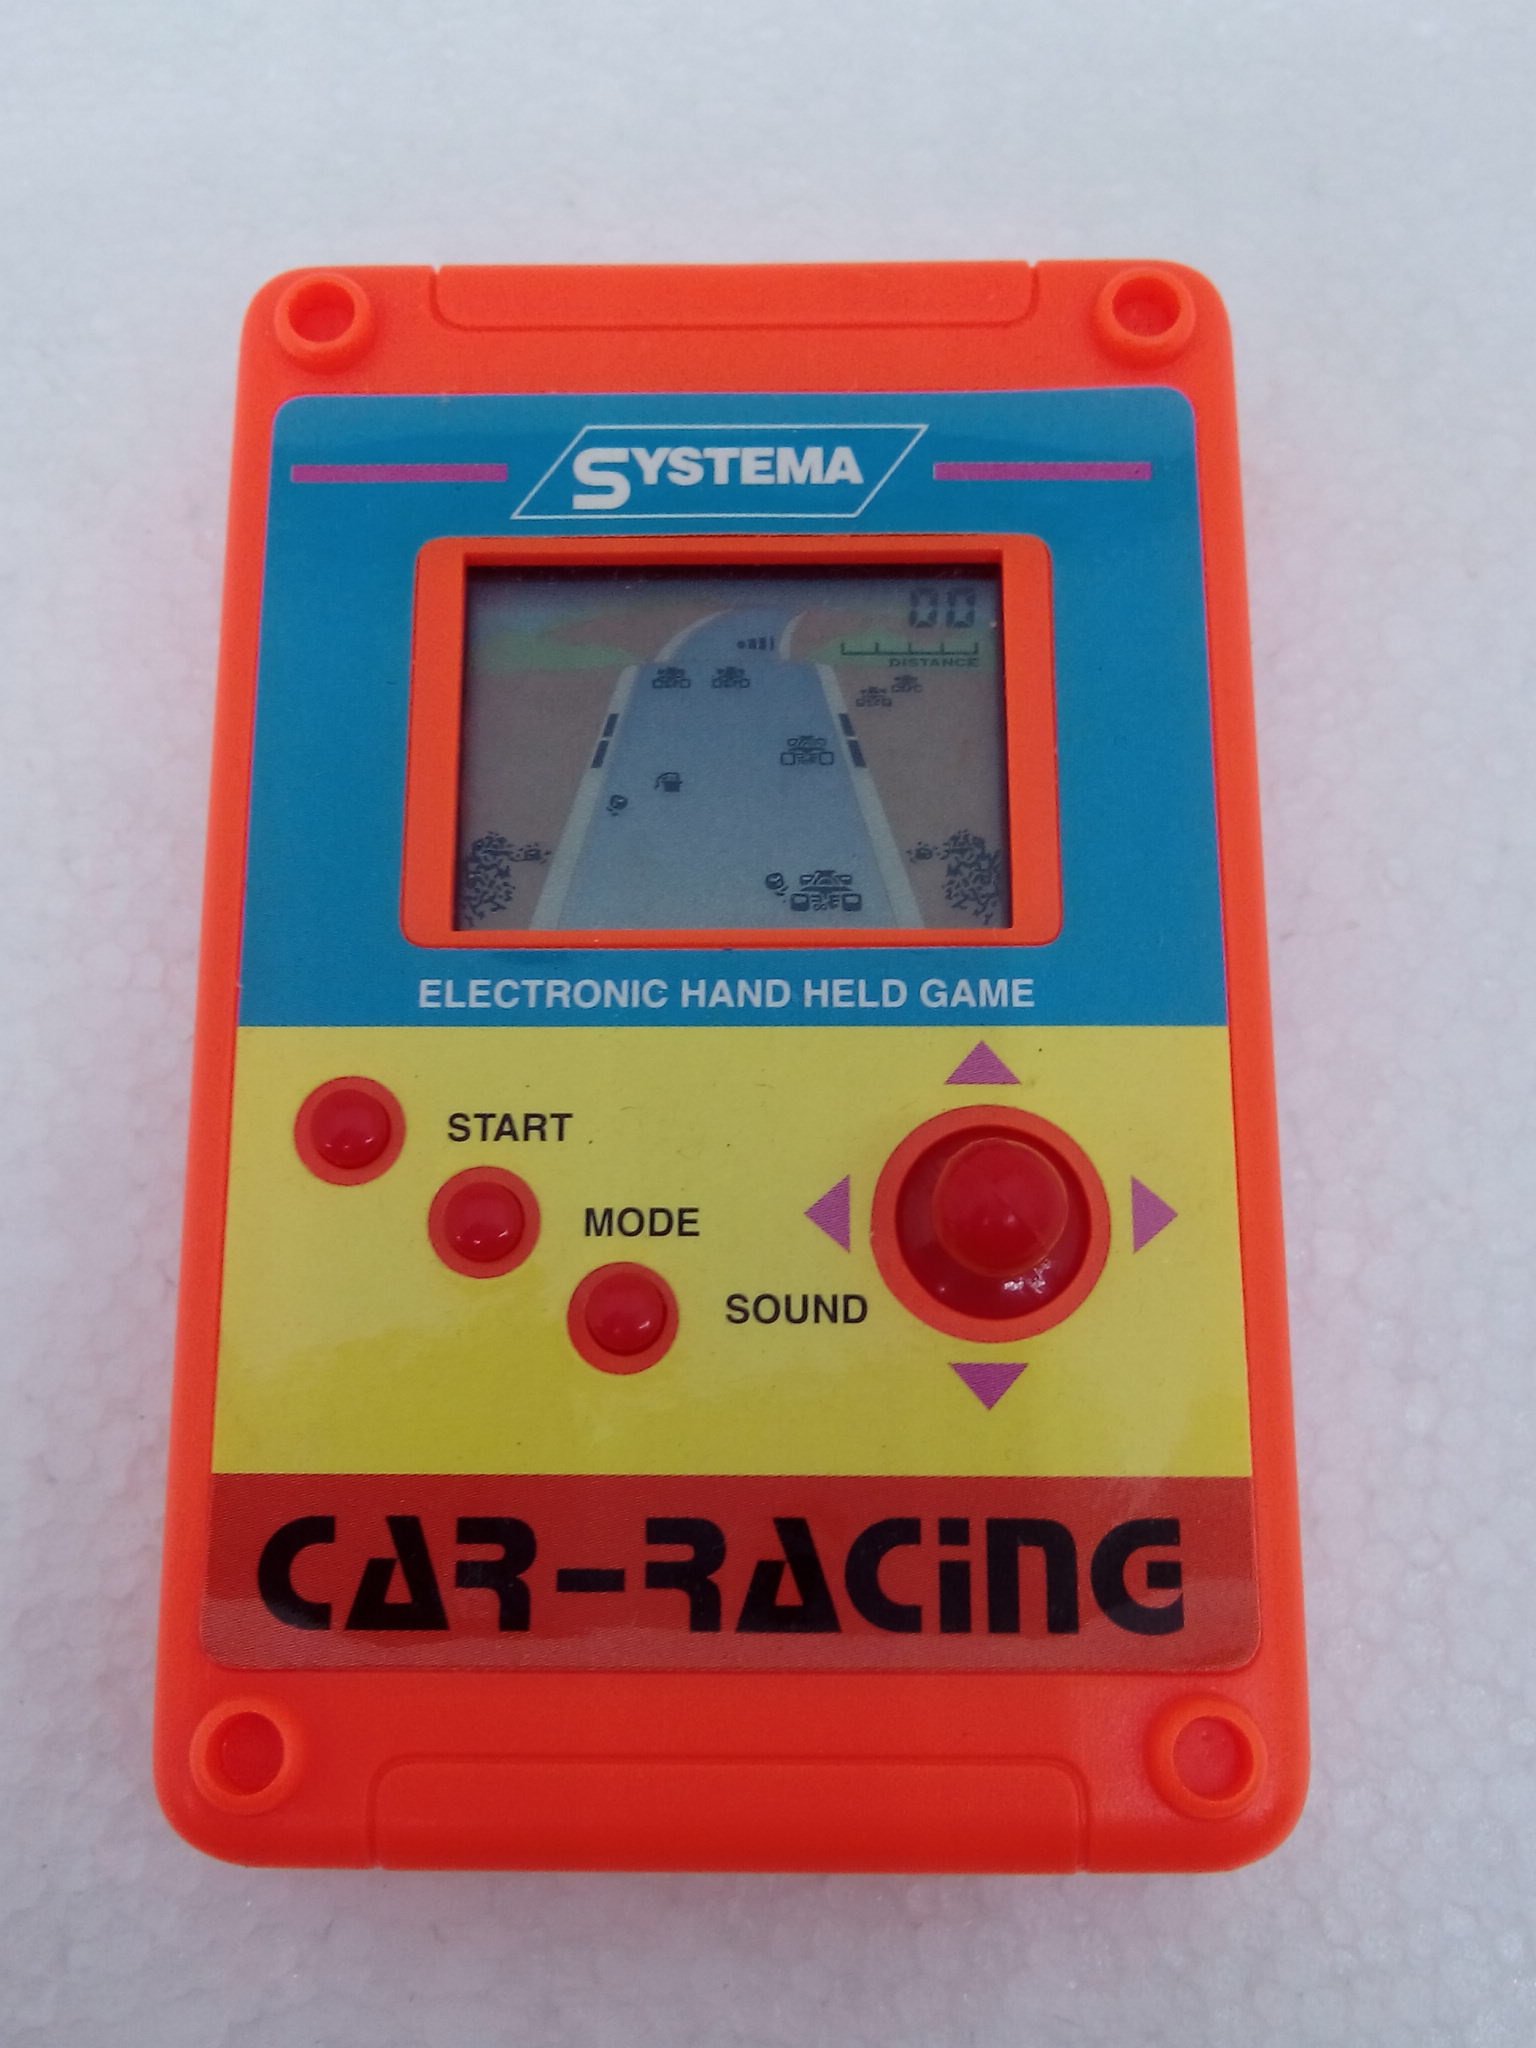 SYSTEMA
00
DISTANCE
ELECTRONIC HAND HELD GAME
START
MODE
SOUND
CAR-RACING